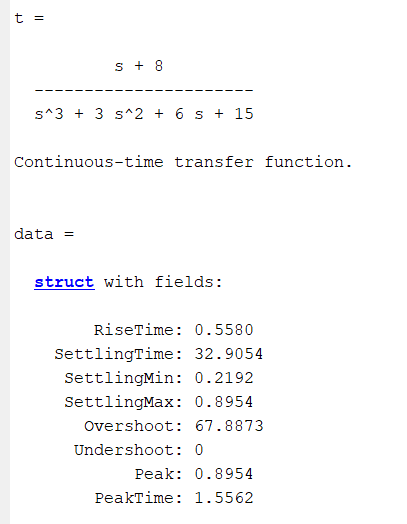 t =
s + 8
----------------------
s^3 + 3 s^2 + 6 s + 15
Continuous-time transfer function.
data =
struct with fields:
RiseTime: 0.5580
SettlingTime: 32.9054
SettlingMin: 0.2192
SettlingMax: 0.8954
Overshoot: 67.8873
Undershoot: 0
Peak: 0.8954
PeakTime: 1.5562